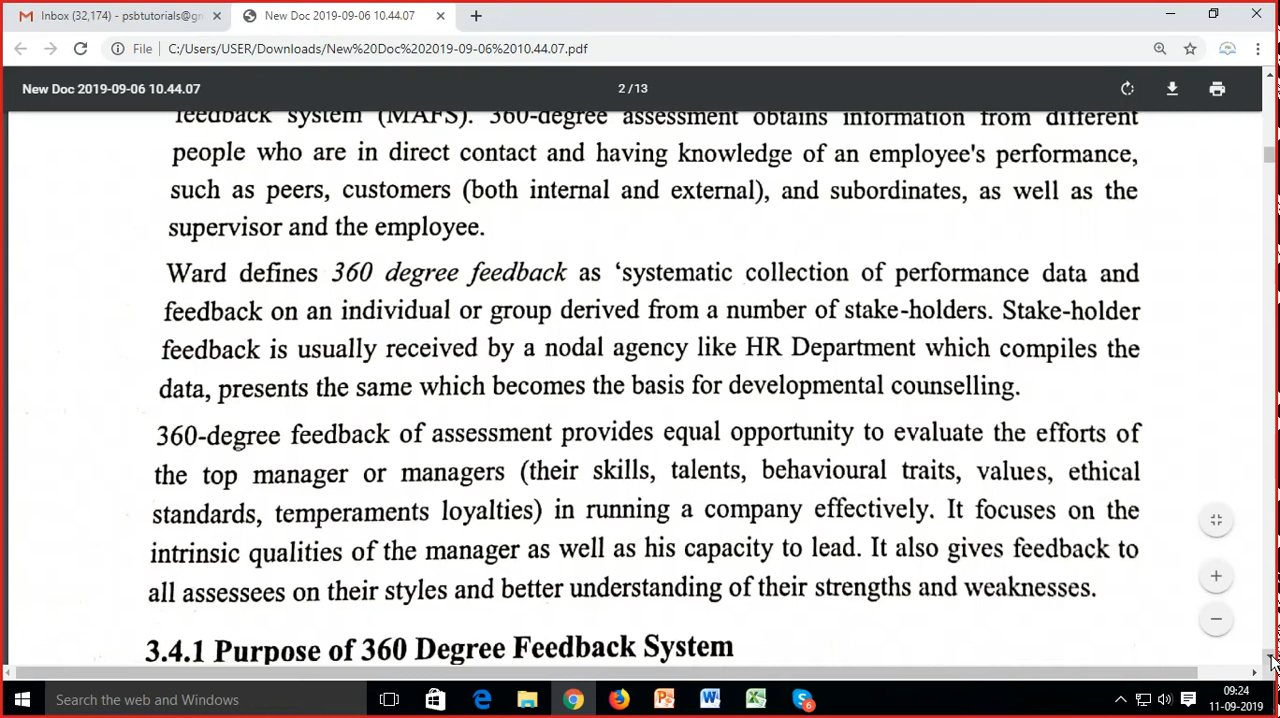 Inbox (32,174) - psbtutorials@g
New Doc 2019-09-06 10.44.07
File
C:/Users/USER/Downloads/New%20Doc%202019-09-06%2010.44.07.pdf
New Doc 2019-09-06 10.44.07
2 /13
feedback system (MAFS). 360-degree assessment obtains information from different
people who are in direct contact and having knowledge of an employee's performance,
such as peers, customers (both internal and external), and subordinates, as well as the
supervisor and the employee.
Ward defines 360 degree feedback as ‘systematic collection of performance data and
feedback on an individual or group derived from a number of stake-holders. Stake-holder
feedback is usually received by a nodal agency like HR Department which compiles the
data, presents the same which becomes the basis for developmental counselling.
360-degree feedback of assessment provides equal opportunity to evaluate the efforts of
the top manager or managers (their skills, talents, behavioural traits, values, ethical
standards, temperaments loyalties) in running a company effectively. It focuses on the
intrinsic qualities of the manager as well as his capacity to lead. It also gives feedback to
all assessees on their styles and better understanding of their strengths and weaknesses.
3.4.1 Purpose of 360 Degree Feedback System
Search the web and Windows
6
09:24
11-09-2019